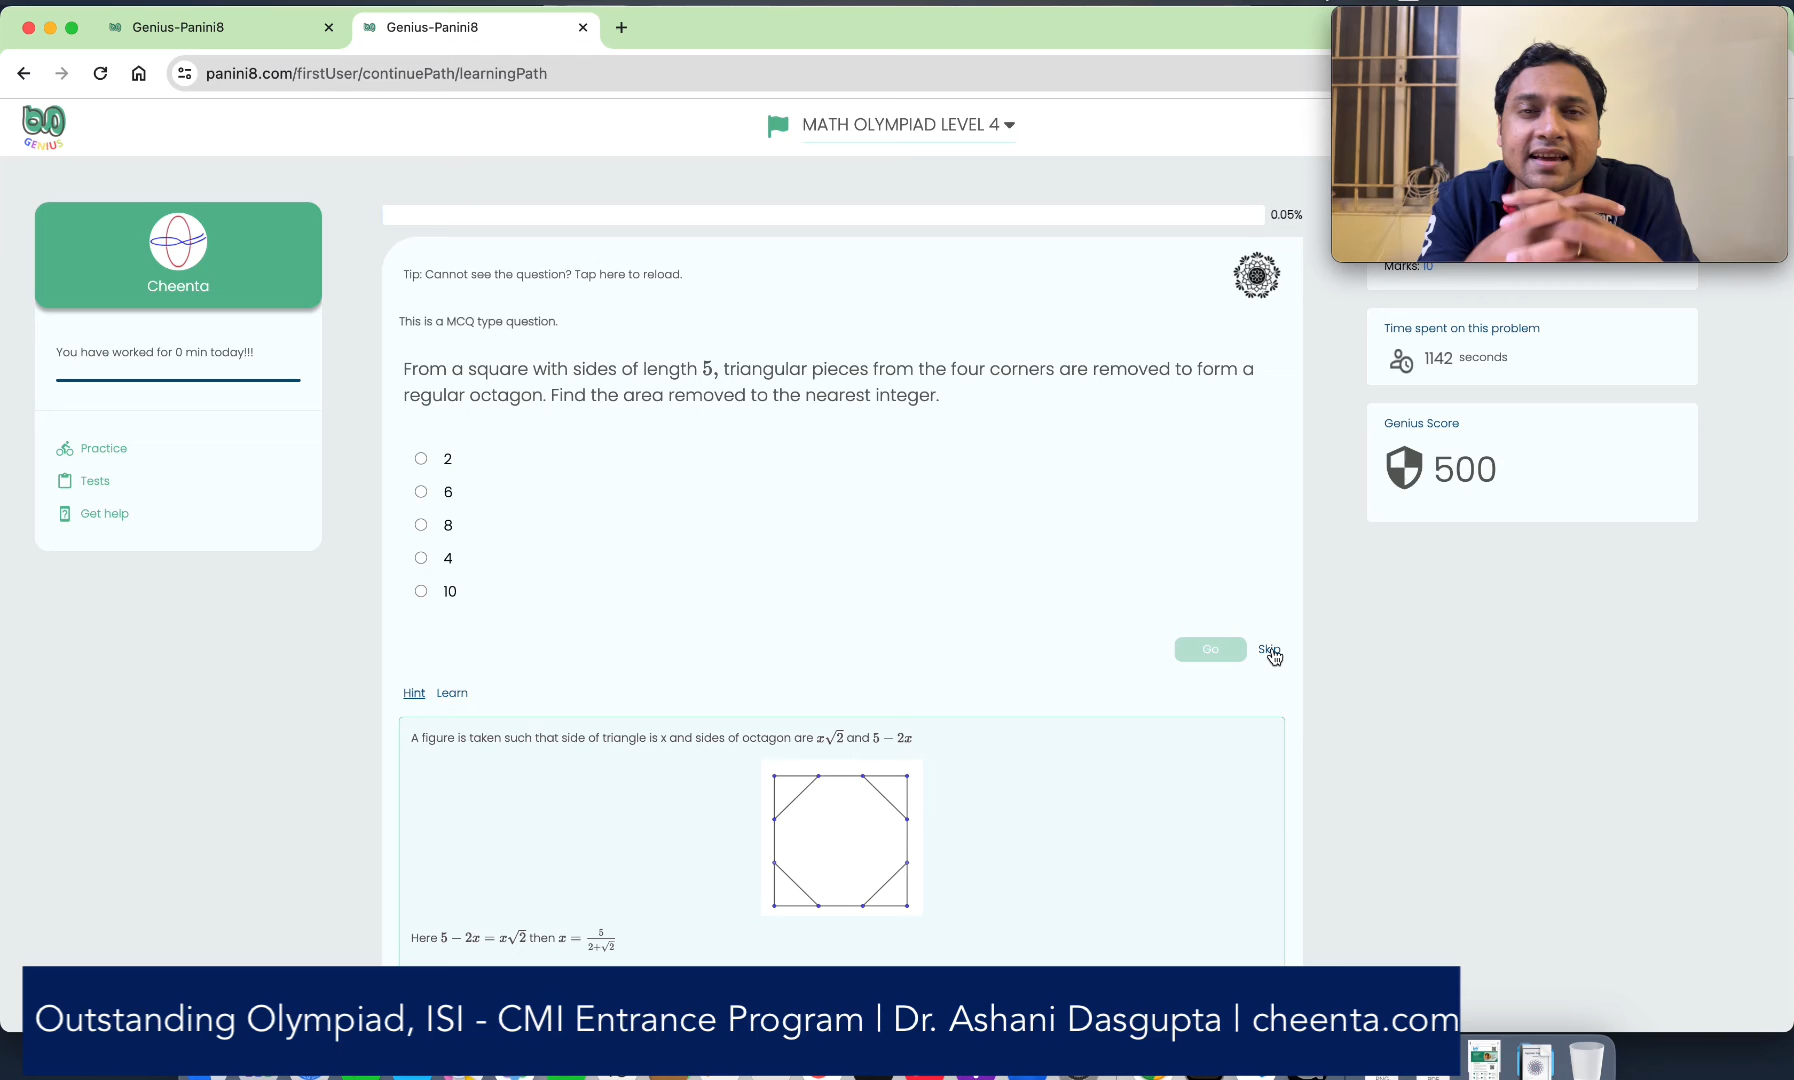 Genius-Panini8
Genius-Panini8
panini8.com/firstUser/continuePath/learningPath
GENIUS
MATH OLYMPIAD LEVEL 4
0.05%
Cheenta
You have worked for 0 min today!!!
Practice
Tests
Get help
Tip: Cannot see the question? Tap here to reload.
This is a MCQ type question.
From a square with sides of length 5, triangular pieces from the four corners are removed to form a
regular octagon. Find the area removed to the nearest integer.
2
6
8
4
10
Go Skip
Hint Learn
A figure is taken such that side of triangle is x and sides of octagon are x√2 and 5 − 2x
Here 5 − 2x = x√2 then x = 5/(2+√2)
Marks: 10
Time spent on this problem
1142 seconds
Genius Score
500
Outstanding Olympiad, ISI - CMI Entrance Program | Dr. Ashani Dasgupta | cheenta.com